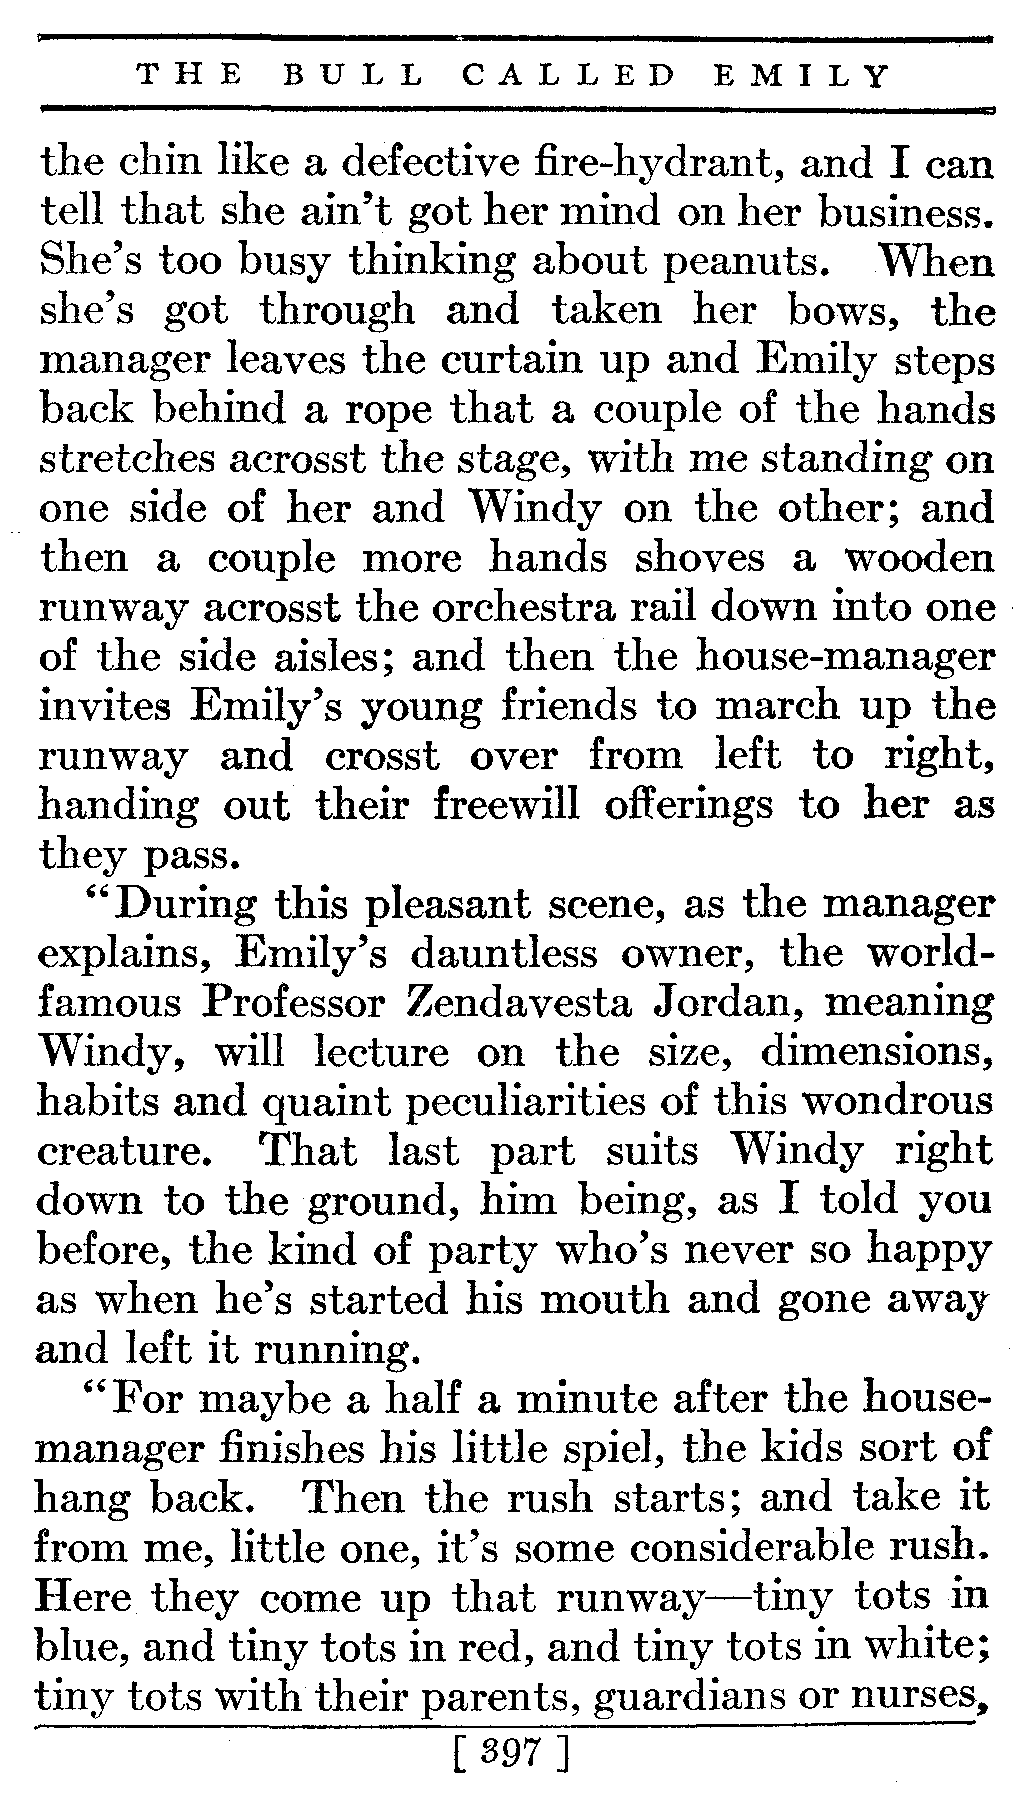 THE BULL CALLED EMILY
the chin like a defective fire-hydrant, and I can
tell that she ain't got her mind on her business.
She's too busy thinking about peanuts. When
she's got through and taken her bows, the
manager leaves the curtain up and Emily steps
back behind a rope that a couple of the hands
stretches acrosst the stage, with me standing on
one side of her and Windy on the other; and
then a couple more hands shoves a wooden
runway acrosst the orchestra rail down into one
of the side aisles; and then the house-manager
invites Emily's young friends to march up the
runway and crosst over from left to right,
handing out their freewill offerings to her as
they pass.
"During this pleasant scene, as the manager
explains, Emily's dauntless owner, the world-
famous Professor Zendavesta Jordan, meaning
Windy, will lecture on the size, dimensions,
habits and quaint peculiarities of this wondrous
creature. That last part suits Windy right
down to the ground, him being, as I told you
before, the kind of party who's never so happy
as when he's started his mouth and gone away
and left it running.
"For maybe a half a minute after the house-
manager finishes his little spiel, the kids sort of
hang back. Then the rush starts; and take it
from me, little one, it's some considerable rush.
Here they come up that runway—tiny tots in
blue, and tiny tots in red, and tiny tots in white;
tiny tots with their parents, guardians or nurses,
[ 397 ]